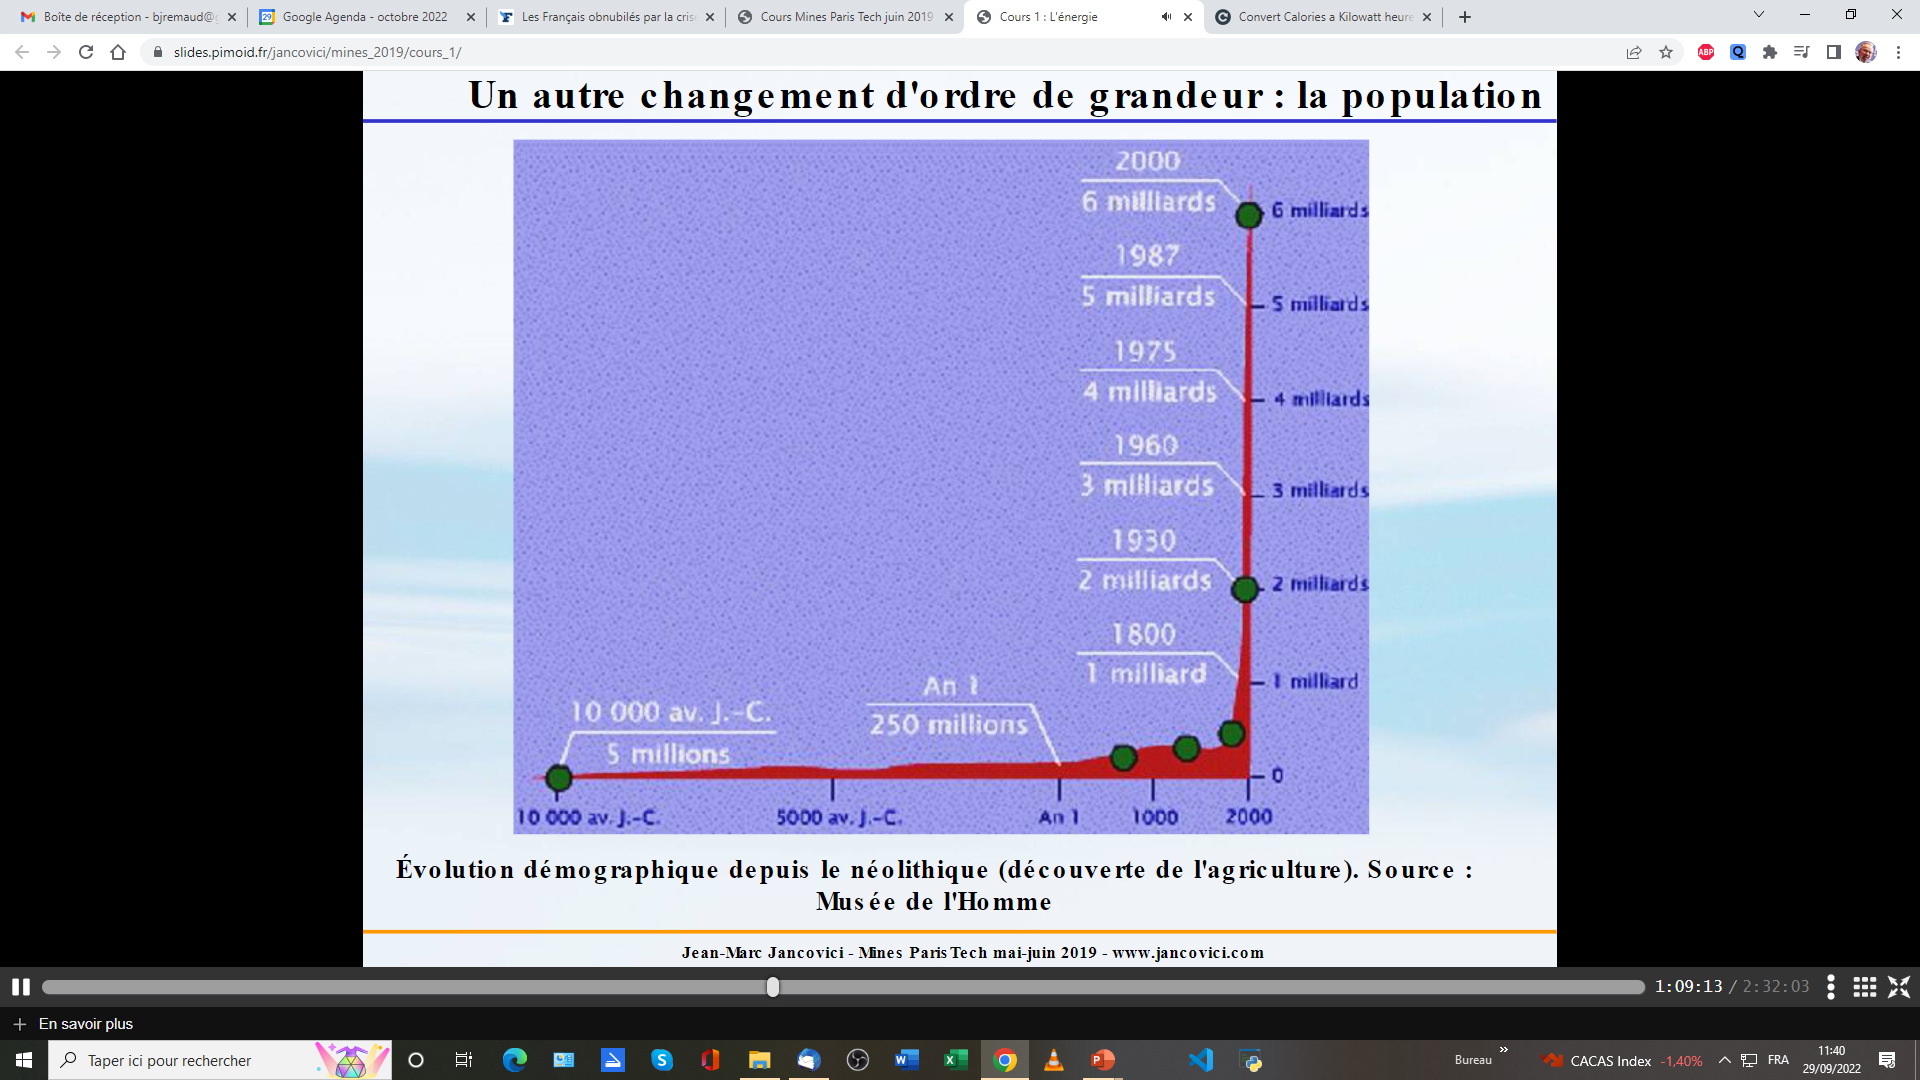 Boîte de réception - bjremaud@g
Google Agenda - octobre 2022
Les Français obnubilés par la cris
Cours Mines Paris Tech juin 2019
Cours 1 : L'énergie
Convert Calories a Kilowatt heure
slides.pimoid.fr/jancovici/mines_2019/cours_1/
ABP
Q
Un autre changement d'ordre de grandeur : la population
2000
6 milliards
6 milliards
1987
5 milliards
5 milliards
1975
4 milliards
4 milliards
1960
3 milliards
3 milliards
1930
2 milliards
2 milliards
1800
1 milliard
1 milliard
An 1
250 millions
10 000 av. J.-C.
5 millions
0
10 000 av. J.-C.
5000 av. J.-C.
An 1
1000
2000
Évolution démographique depuis le néolithique (découverte de l'agriculture). Source :
Musée de l'Homme
Jean-Marc Jancovici - Mines ParisTech mai-juin 2019 - www.jancovici.com
1:09:13 / 2:32:03
+ En savoir plus
Taper ici pour rechercher
Bureau
CACAS Index -1,40%
FRA
11:40
29/09/2022